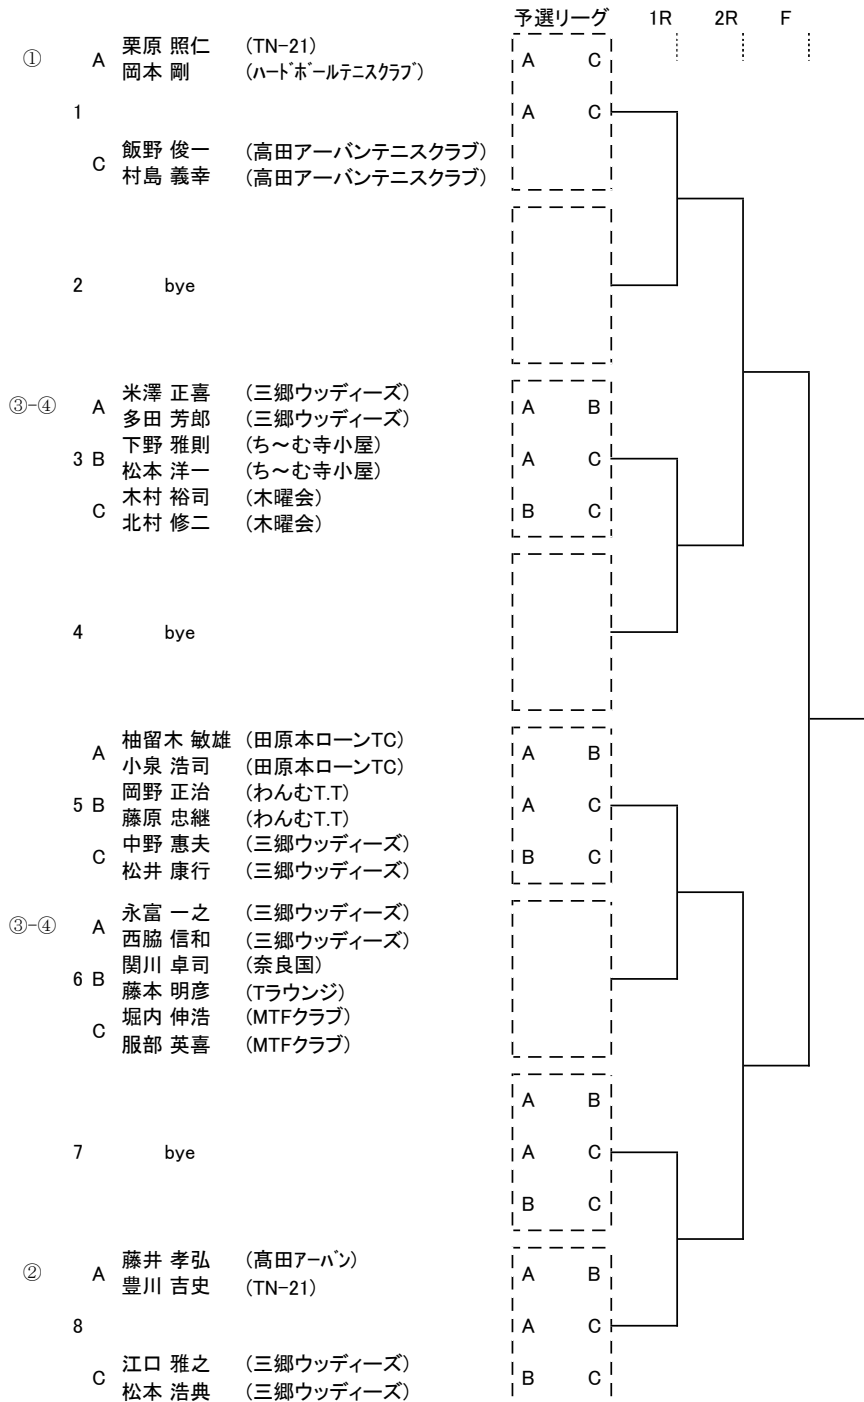 予選リーグ 1R 2R F
① A 栗原 照仁 (TN-21) A C
岡本 剛 (ハードボールテニスクラブ)
1 A C
C 飯野 俊一 (高田アーバンテニスクラブ)
村島 義幸 (高田アーバンテニスクラブ)
2 bye
③-④ A 米澤 正喜 (三郷ウッディーズ) A B
多田 芳郎 (三郷ウッディーズ)
3 B 下野 雅則 (ち～む寺小屋) A C
松本 洋一 (ち～む寺小屋)
C 木村 裕司 (木曜会) B C
北村 修二 (木曜会)
4 bye
A 柚留木 敏雄 (田原本ローンTC) A B
小泉 浩司 (田原本ローンTC)
5 B 岡野 正治 (わんむT.T) A C
藤原 忠継 (わんむT.T)
C 中野 惠夫 (三郷ウッディーズ) B C
松井 康行 (三郷ウッディーズ)
③-④ A 永富 一之 (三郷ウッディーズ)
西脇 信和 (三郷ウッディーズ)
6 B 関川 卓司 (奈良国)
藤本 明彦 (Tラウンジ)
C 堀内 伸浩 (MTFクラブ)
服部 英喜 (MTFクラブ)
A B
7 bye A C
B C
② A 藤井 孝弘 (髙田アーバン) A B
豊川 吉史 (TN-21)
8 A C
C 江口 雅之 (三郷ウッディーズ) B C
松本 浩典 (三郷ウッディーズ)